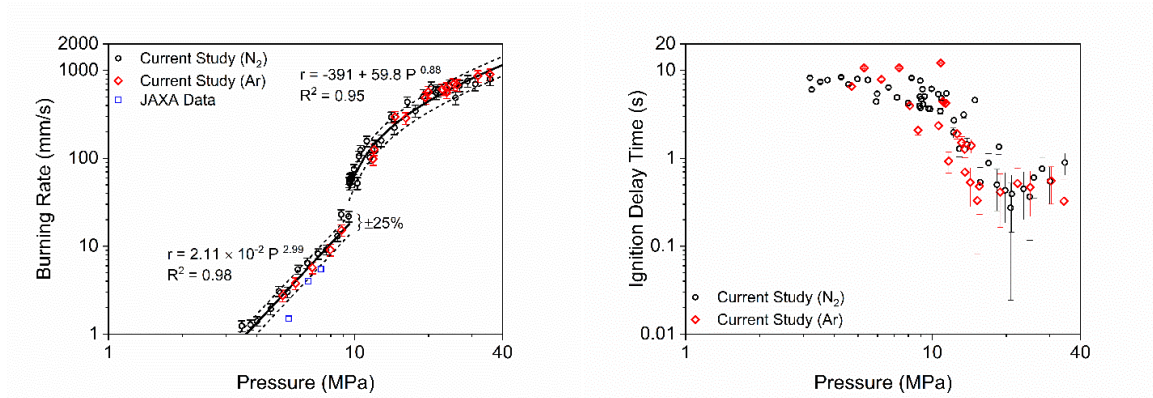 2000
1000
100
10
1
1
10
40
Burning Rate (mm/s)
Pressure (MPa)
Current Study (N₂)
Current Study (Ar)
JAXA Data
r = -391 + 59.8 P^0.88
R² = 0.95
}±25%
r = 2.11 × 10⁻² P^2.99
R² = 0.98
20
10
1
0.1
0.01
1
10
40
Ignition Delay Time (s)
Pressure (MPa)
Current Study (N₂)
Current Study (Ar)